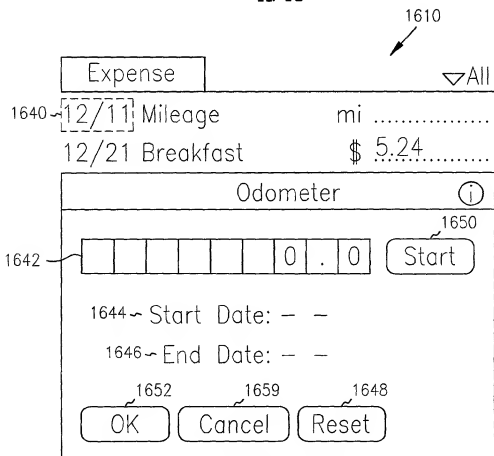 1610
Expense ▽All
1640 12/11 Mileage mi ................
12/21 Breakfast $ 5.24................
Odometer i
1650
1642 0 . 0 Start
1644 Start Date: – –
1646 End Date: – –
1652 1659 1648
OK Cancel Reset